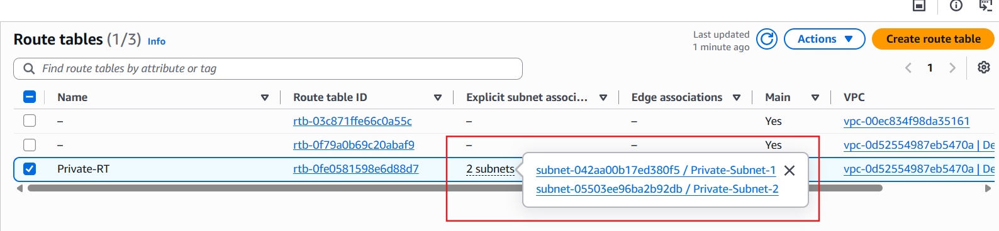 Route tables (1/3) Info
Last updated
1 minute ago
Actions
Create route table
Find route tables by attribute or tag
1
Name Route table ID Explicit subnet associ... Edge associations Main VPC
– rtb-03c871ffe66c0a55c – – Yes vpc-00ec834f98da35161
– rtb-0f79a0b69c20abaf9 – – Yes vpc-0d52554987eb5470a | De
Private-RT rtb-0fe0581598e6d88d7 2 subnets vpc-0d52554987eb5470a | De
subnet-042aa00b17ed380f5 / Private-Subnet-1
subnet-05503ee96ba2b92db / Private-Subnet-2